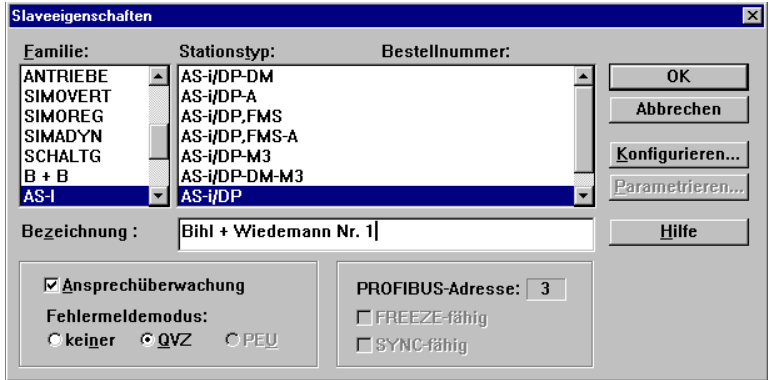 Slaveeigenschaften
Familie: Stationstyp: Bestellnummer:
ANTRIEBE
SIMOVERT
SIMOREG
SIMADYN
SCHALTG
B + B
AS-I
AS-i/DP-DM
AS-i/DP-A
AS-i/DP,FMS
AS-i/DP,FMS-A
AS-i/DP-M3
AS-i/DP-DM-M3
AS-i/DP
OK
Abbrechen
Konfigurieren...
Parametrieren...
Hilfe
Bezeichnung : Bihl + Wiedemann Nr. 1
Ansprechüberwachung
Fehlermeldemodus:
keiner QVZ PEU
PROFIBUS-Adresse: 3
FREEZE-fähig
SYNC-fähig